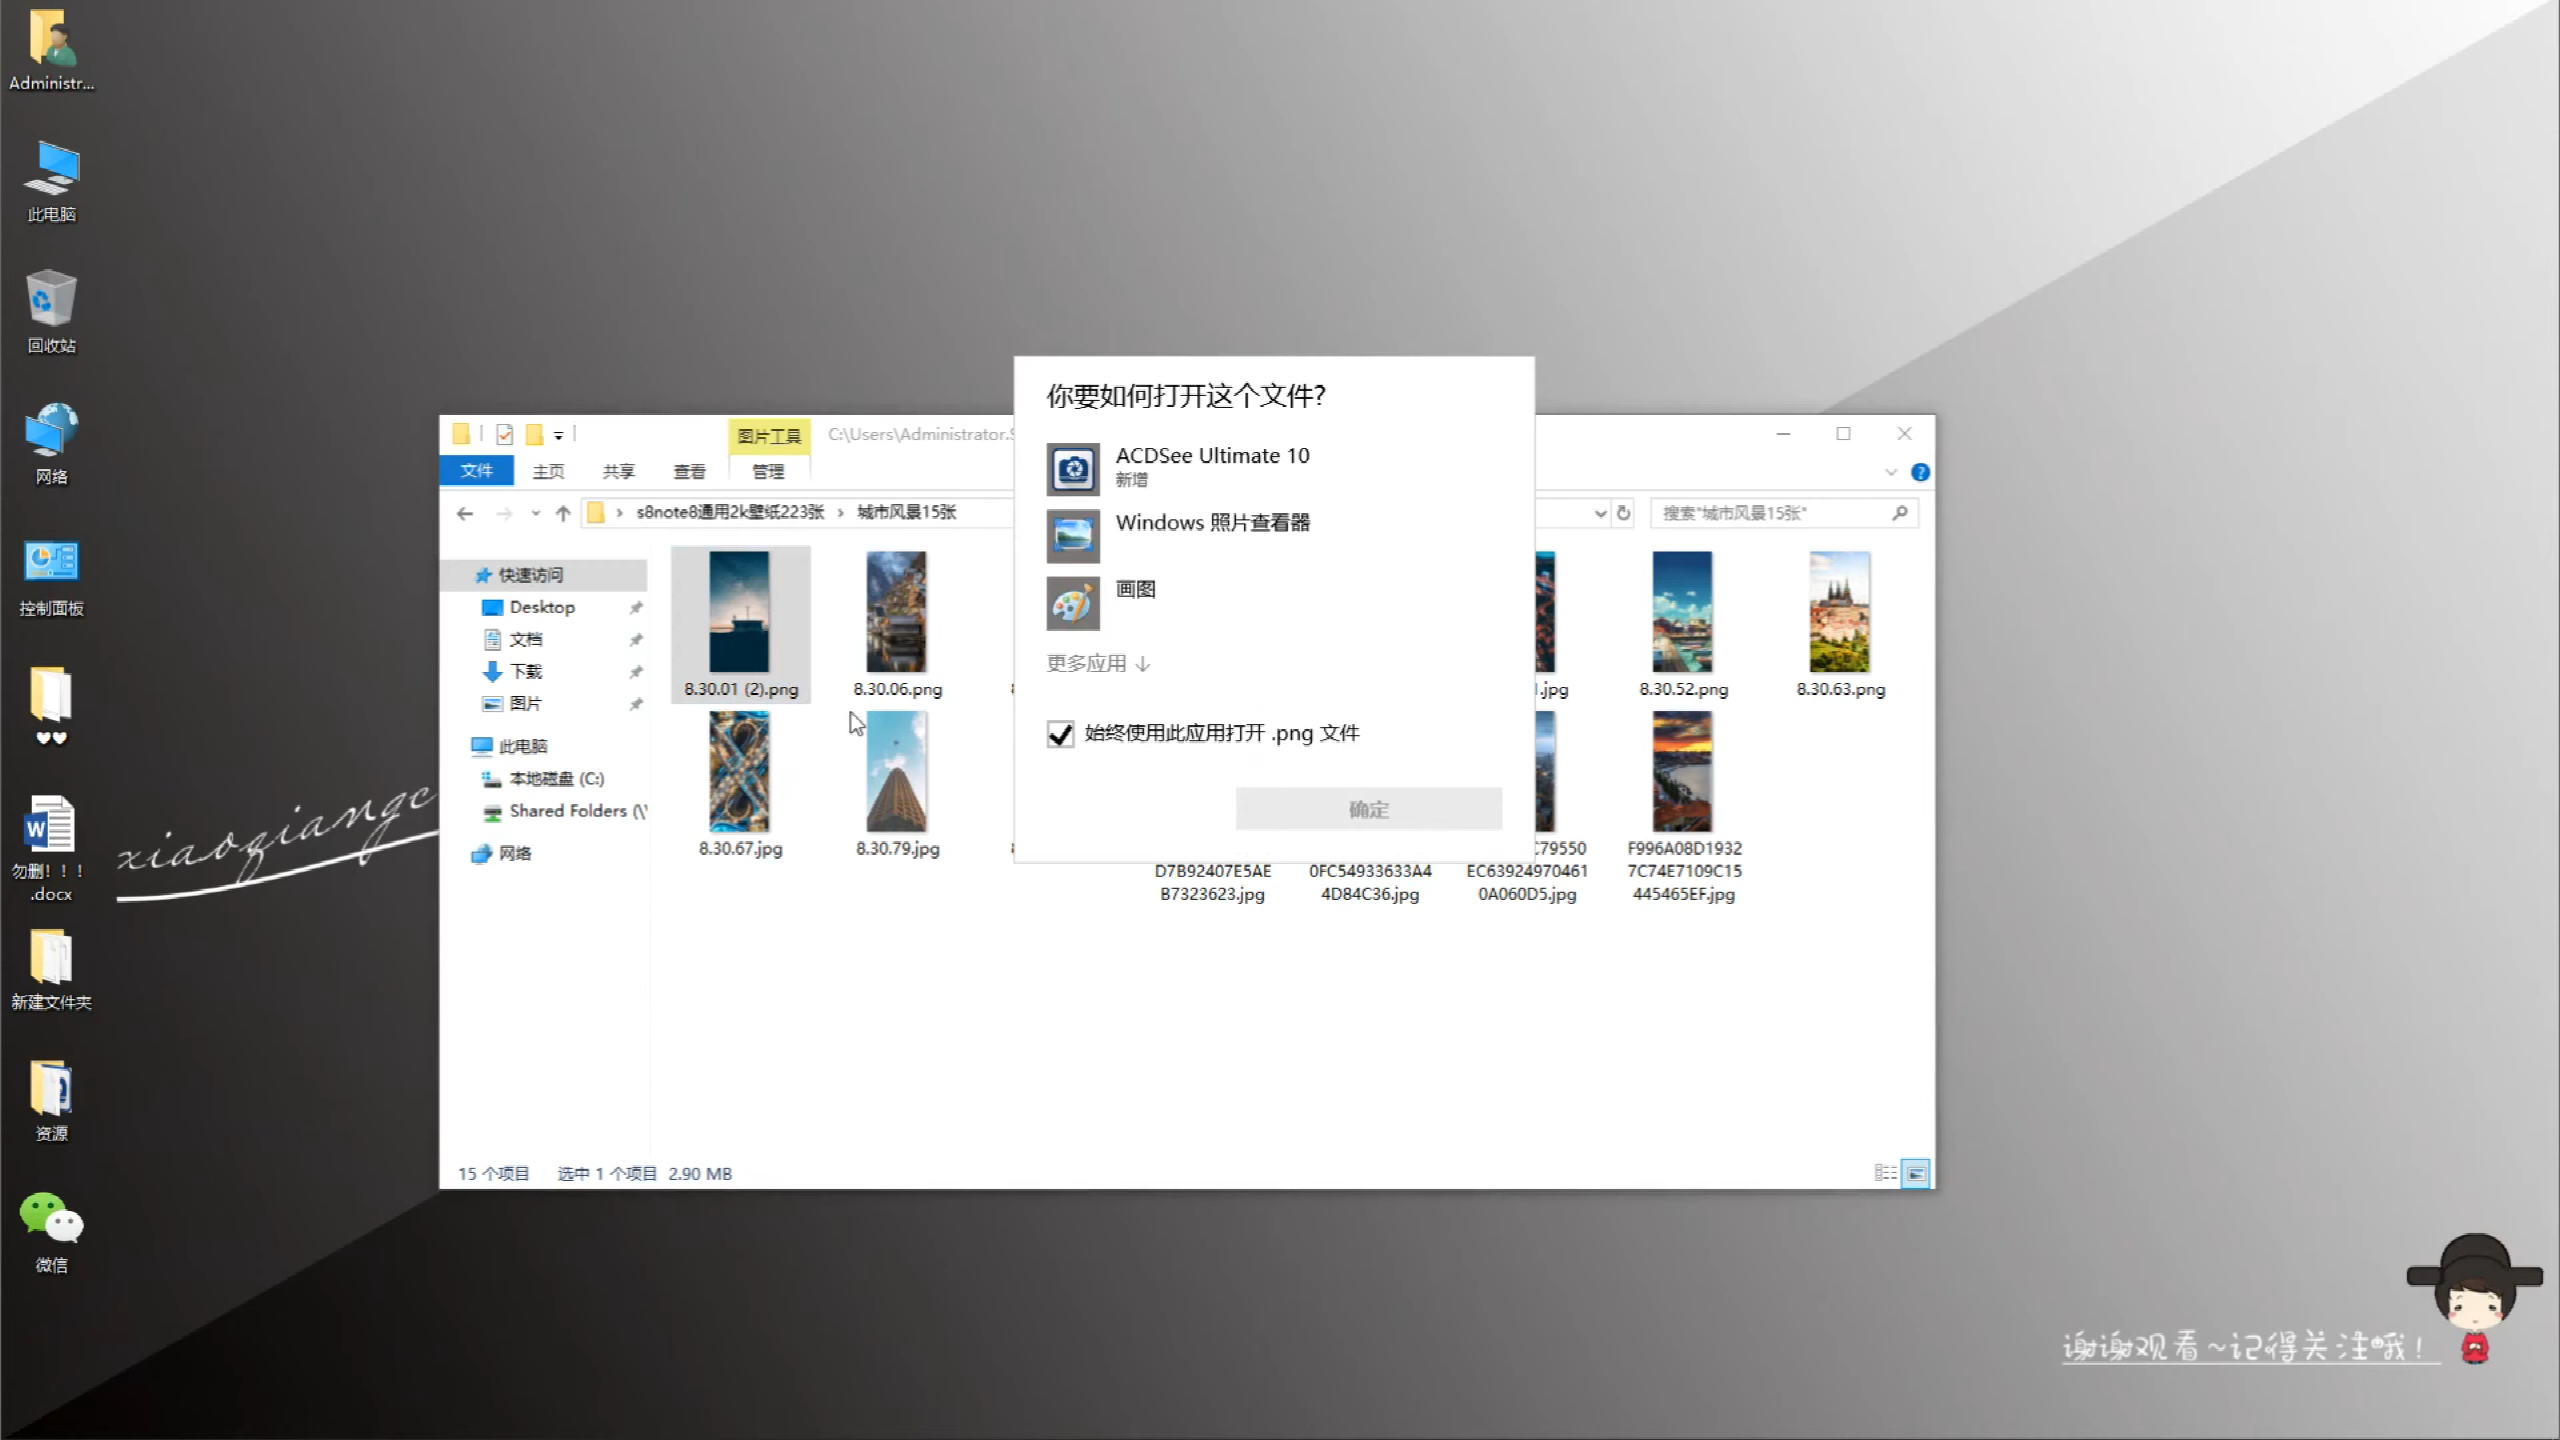 Administr...
此电脑
回收站
网络
控制面板
勿删！！！
.docx
新建文件夹
资源
微信
xiaoqiangc
图片工具
C:\Users\Administrator.S
文件
主页
共享
查看
管理
s8note8通用2k壁纸223张 › 城市风景15张
搜索"城市风景15张"
快速访问
Desktop
文档
下载
图片
此电脑
本地磁盘 (C:)
Shared Folders (\\
网络
8.30.01 (2).png
8.30.06.png
.jpg
8.30.52.png
8.30.63.png
8.30.67.jpg
8.30.79.jpg
D7B92407E5AE
B7323623.jpg
0FC54933633A4
4D84C36.jpg
C79550
EC63924970461
0A060D5.jpg
F996A08D1932
7C74E7109C15
445465EF.jpg
15 个项目
选中 1 个项目 2.90 MB
你要如何打开这个文件?
ACDSee Ultimate 10
新增
Windows 照片查看器
画图
更多应用 ↓
始终使用此应用打开 .png 文件
确定
谢谢观看~记得关注哦！